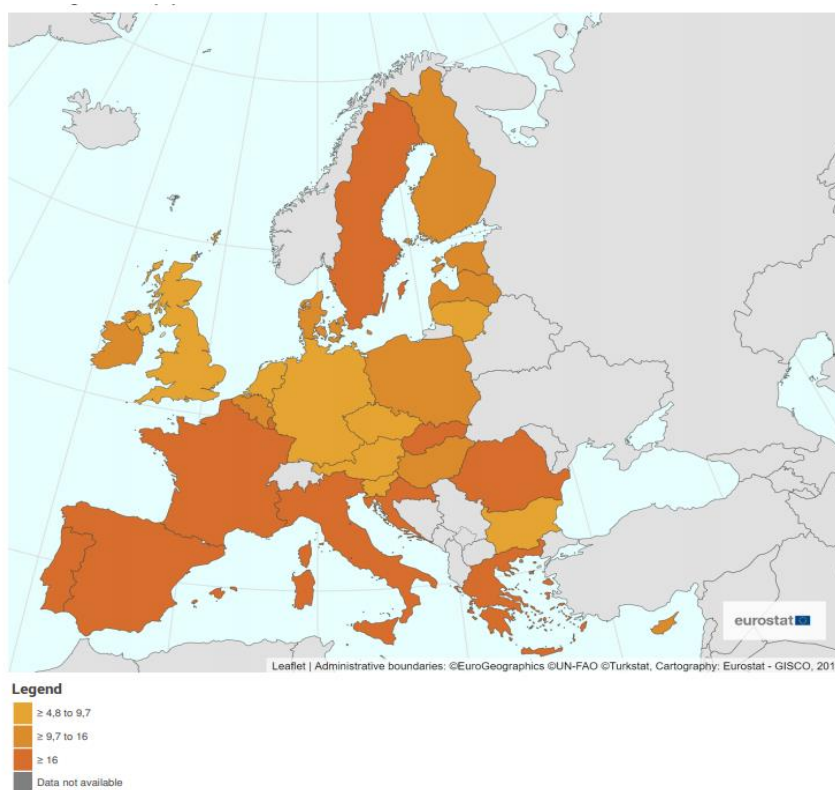 eurostat
Leaflet | Administrative boundaries: ©EuroGeographics ©UN-FAO ©Turkstat, Cartography: Eurostat - GISCO, 201
Legend
≥ 4,8 to 9,7
≥ 9,7 to 16
≥ 16
Data not available